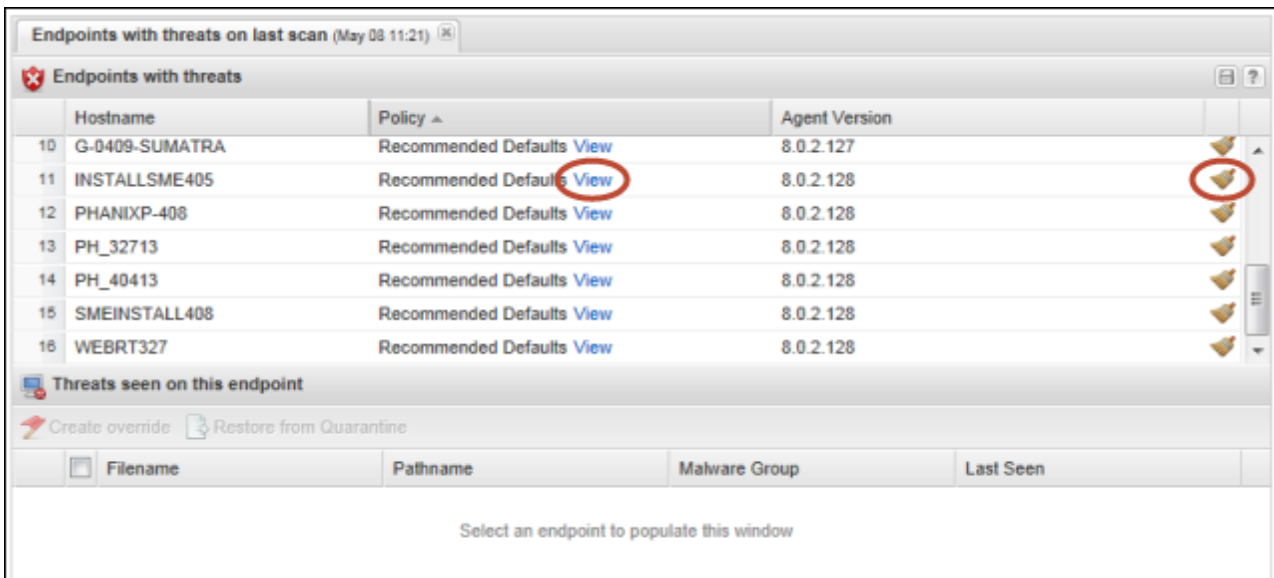 Endpoints with threats on last scan (May 08 11:21)
Endpoints with threats
?
Hostname Policy Agent Version
10 G-0409-SUMATRA Recommended Defaults View 8.0.2.127
11 INSTALLSME405 Recommended Defaults View 8.0.2.128
12 PHANIXP-408 Recommended Defaults View 8.0.2.128
13 PH_32713 Recommended Defaults View 8.0.2.128
14 PH_40413 Recommended Defaults View 8.0.2.128
15 SMEINSTALL408 Recommended Defaults View 8.0.2.128
16 WEBRT327 Recommended Defaults View 8.0.2.128
Threats seen on this endpoint
Create override Restore from Quarantine
Filename Pathname Malware Group Last Seen
Select an endpoint to populate this window